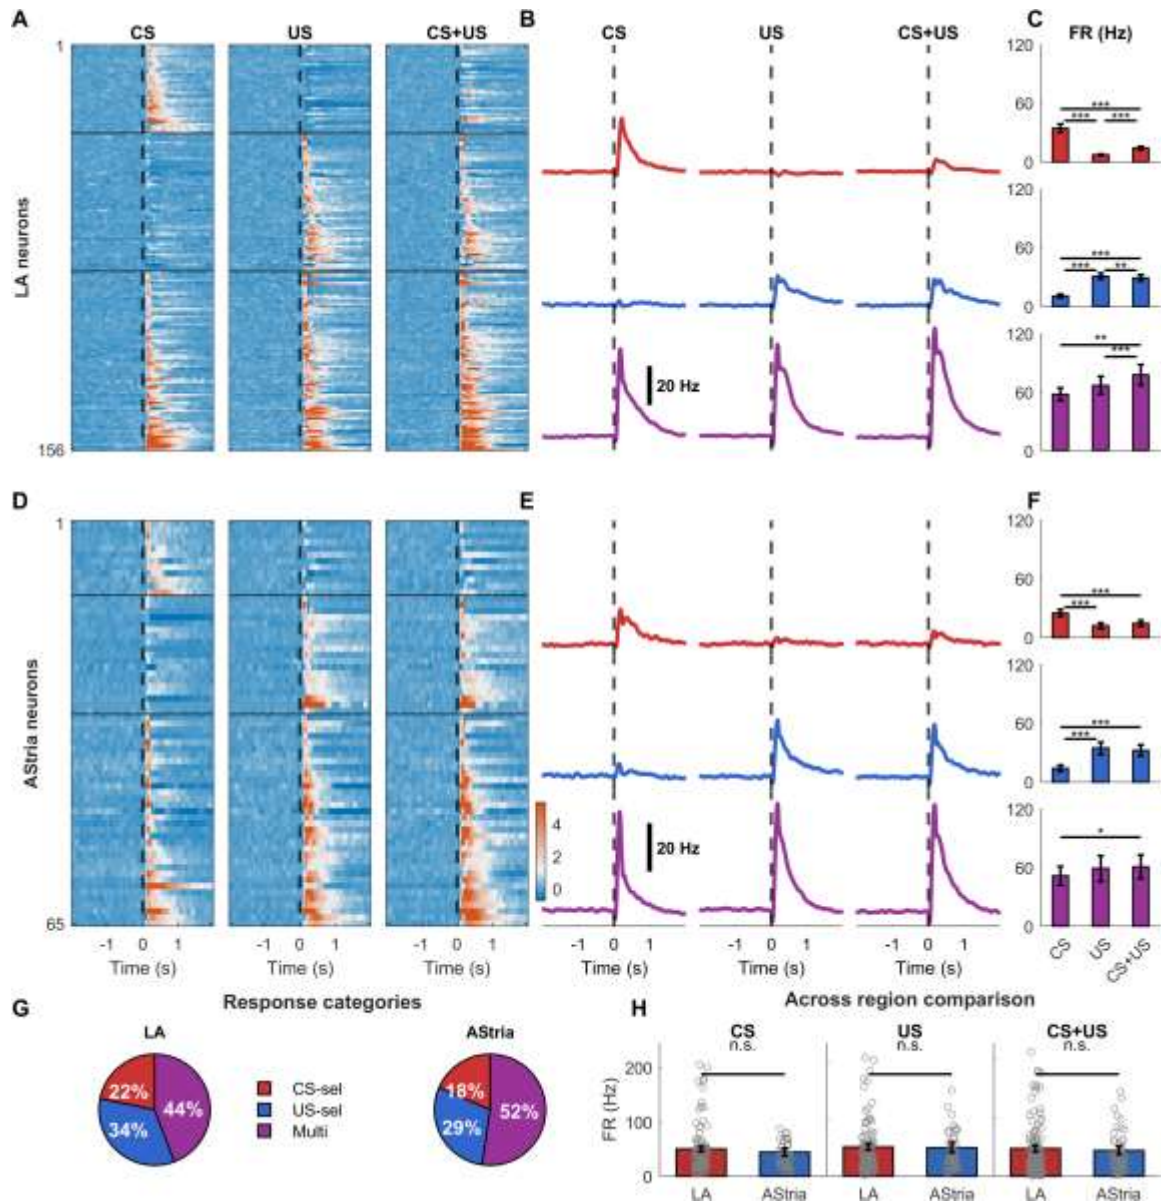 A
CS
US
CS+US
1
LA neurons
156
B
CS
US
CS+US
20 Hz
C
FR (Hz)
120
60
0
***
***
***
120
60
0
***
***
**
120
60
0
**
***
D
1
AStria neurons
65
-1
0
1
Time (s)
-1
0
1
Time (s)
-1
0
1
Time (s)
4
2
0
E
20 Hz
-1
0
1
Time (s)
-1
0
1
Time (s)
-1
0
1
Time (s)
F
120
60
0
***
***
120
60
0
***
***
120
60
0
*
CS
US
CS+US
G
Response categories
LA
22%
44%
34%
CS-sel
US-sel
Multi
AStria
18%
52%
29%
H
Across region comparison
CS
n.s.
US
n.s.
CS+US
n.s.
FR (Hz)
200
100
0
LA
AStria
LA
AStria
LA
AStria